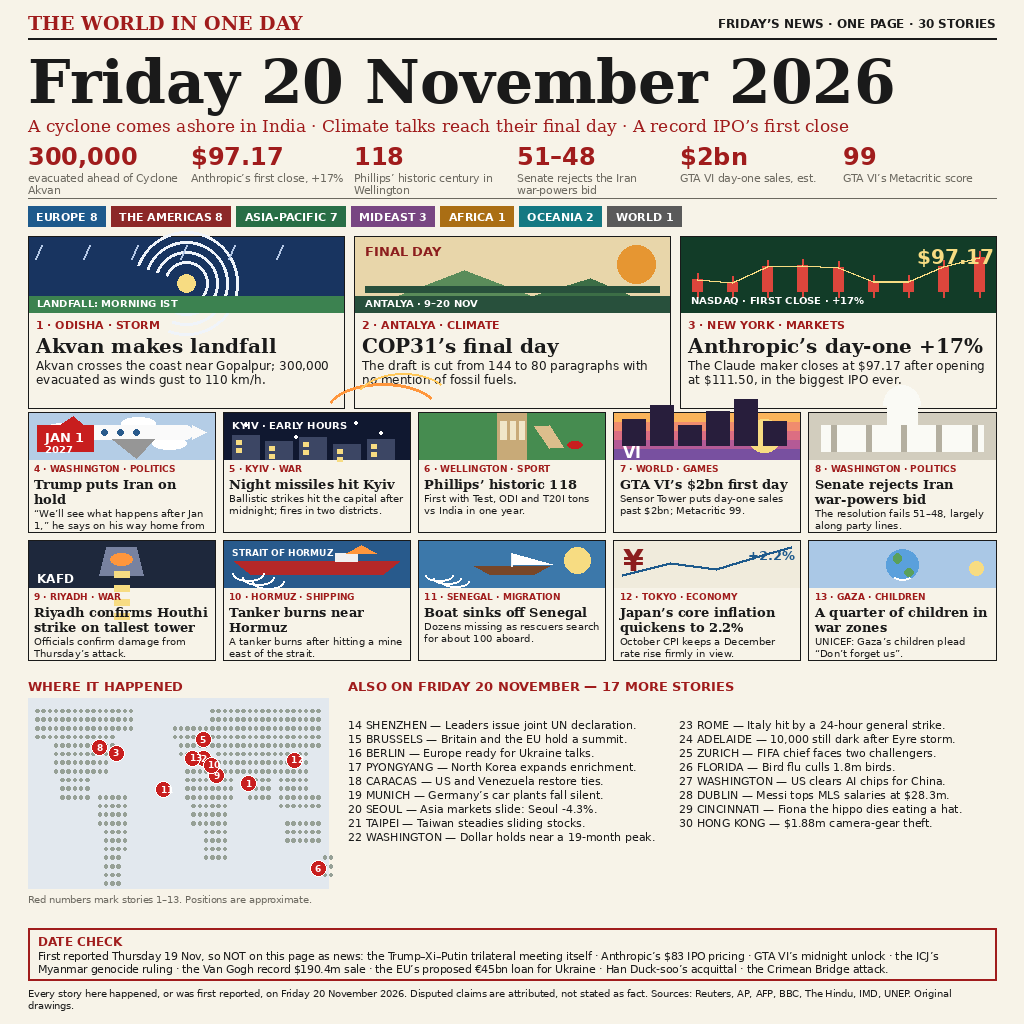 THE WORLD IN ONE DAY
FRIDAY’S NEWS · ONE PAGE · 30 STORIES
Friday 20 November 2026
A cyclone comes ashore in India · Climate talks reach their final day · A record IPO’s first close
300,000
evacuated ahead of Cyclone
Akvan
$97.17
Anthropic’s first close, +17%
118
Phillips’ historic century in
Wellington
51–48
Senate rejects the Iran
war-powers bid
$2bn
GTA VI day-one sales, est.
99
GTA VI’s Metacritic score
EUROPE 8
THE AMERICAS 8
ASIA-PACIFIC 7
MIDEAST 3
AFRICA 1
OCEANIA 2
WORLD 1
LANDFALL: MORNING IST
1 · ODISHA · STORM
Akvan makes landfall
Akvan crosses the coast near Gopalpur; 300,000
evacuated as winds gust to 110 km/h.
FINAL DAY
ANTALYA · 9–20 NOV
2 · ANTALYA · CLIMATE
COP31’s final day
The draft is cut from 144 to 80 paragraphs with
no mention of fossil fuels.
$97.17
NASDAQ · FIRST CLOSE · +17%
3 · NEW YORK · MARKETS
Anthropic’s day-one +17%
The Claude maker closes at $97.17 after opening
at $111.50, in the biggest IPO ever.
JAN 1
2027
4 · WASHINGTON · POLITICS
Trump puts Iran on
hold
“We’ll see what happens after Jan
1,” he says on his way home from
KYIV · EARLY HOURS
5 · KYIV · WAR
Night missiles hit Kyiv
Ballistic strikes hit the capital after
midnight; fires in two districts.
6 · WELLINGTON · SPORT
Phillips’ historic 118
First with Test, ODI and T20I tons
vs India in one year.
VI
7 · WORLD · GAMES
GTA VI’s $2bn first day
Sensor Tower puts day-one sales
past $2bn; Metacritic 99.
8 · WASHINGTON · POLITICS
Senate rejects Iran
war-powers bid
The resolution fails 51–48, largely
along party lines.
KAFD
9 · RIYADH · WAR
Riyadh confirms Houthi
strike on tallest tower
Officials confirm damage from
Thursday’s attack.
STRAIT OF HORMUZ
10 · HORMUZ · SHIPPING
Tanker burns near
Hormuz
A tanker burns after hitting a mine
east of the strait.
11 · SENEGAL · MIGRATION
Boat sinks off Senegal
Dozens missing as rescuers search
for about 100 aboard.
¥
+2.2%
12 · TOKYO · ECONOMY
Japan’s core inflation
quickens to 2.2%
October CPI keeps a December
rate rise firmly in view.
13 · GAZA · CHILDREN
A quarter of children in
war zones
UNICEF: Gaza’s children plead
“Don’t forget us”.
WHERE IT HAPPENED
5
8
3
10
9
1
6
Red numbers mark stories 1–13. Positions are approximate.
ALSO ON FRIDAY 20 NOVEMBER — 17 MORE STORIES
14 SHENZHEN — Leaders issue joint UN declaration.
15 BRUSSELS — Britain and the EU hold a summit.
16 BERLIN — Europe ready for Ukraine talks.
17 PYONGYANG — North Korea expands enrichment.
18 CARACAS — US and Venezuela restore ties.
19 MUNICH — Germany’s car plants fall silent.
20 SEOUL — Asia markets slide: Seoul -4.3%.
21 TAIPEI — Taiwan steadies sliding stocks.
22 WASHINGTON — Dollar holds near a 19-month peak.
23 ROME — Italy hit by a 24-hour general strike.
24 ADELAIDE — 10,000 still dark after Eyre storm.
25 ZURICH — FIFA chief faces two challengers.
26 FLORIDA — Bird flu culls 1.8m birds.
27 WASHINGTON — US clears AI chips for China.
28 DUBLIN — Messi tops MLS salaries at $28.3m.
29 CINCINNATI — Fiona the hippo dies eating a hat.
30 HONG KONG — $1.88m camera-gear theft.
DATE CHECK
First reported Thursday 19 Nov, so NOT on this page as news: the Trump–Xi–Putin trilateral meeting itself · Anthropic’s $83 IPO pricing · GTA VI’s midnight unlock · the ICJ’s
Myanmar genocide ruling · the Van Gogh record $190.4m sale · the EU’s proposed €45bn loan for Ukraine · Han Duck-soo’s acquittal · the Crimean Bridge attack.
Every story here happened, or was first reported, on Friday 20 November 2026. Disputed claims are attributed, not stated as fact. Sources: Reuters, AP, AFP, BBC, The Hindu, IMD, UNEP. Original
drawings.